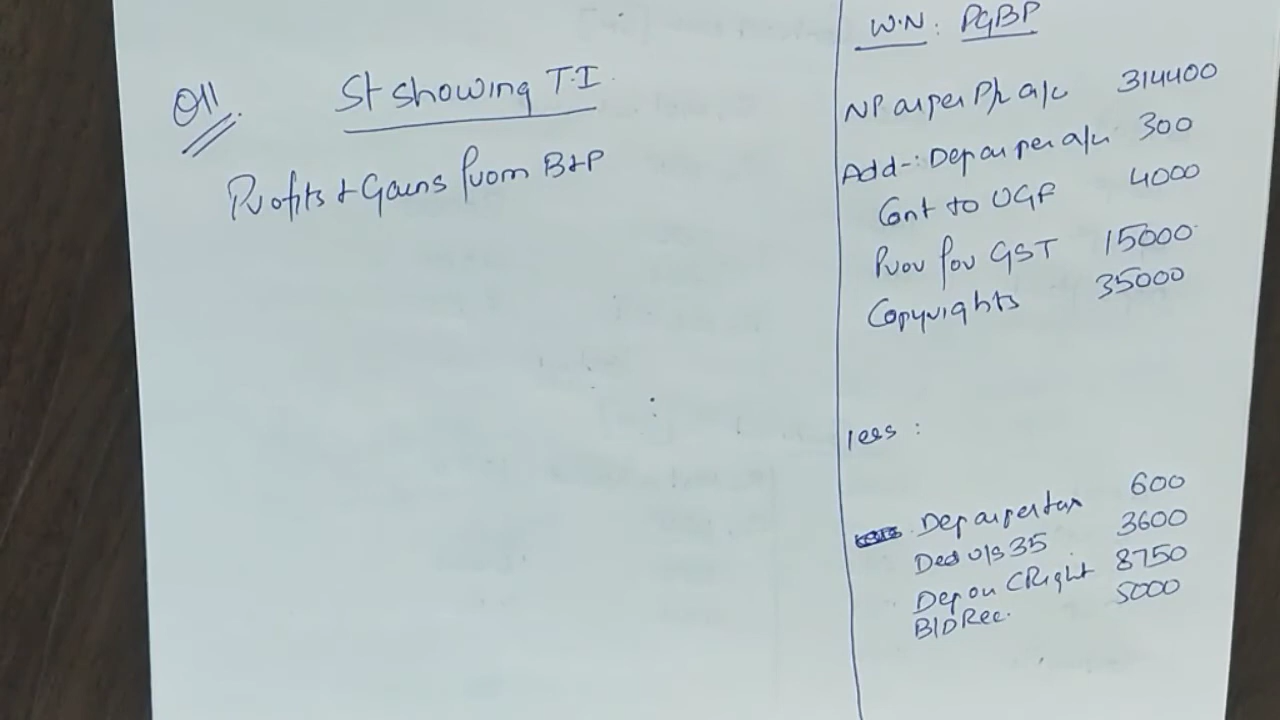 Q11.
St showing T.I
Profits & Gains from B+P
W.N : PGBP
NP as per P/L a/c 314400
Add-: Dep as per a/c 300
Cont to UGF 4000
Prov for GST 15000
Copyrights 35000
less :
Dep as per tax 600
Ded u/s 35 3600
Dep on CRight 8750
B/D Rec. 5000